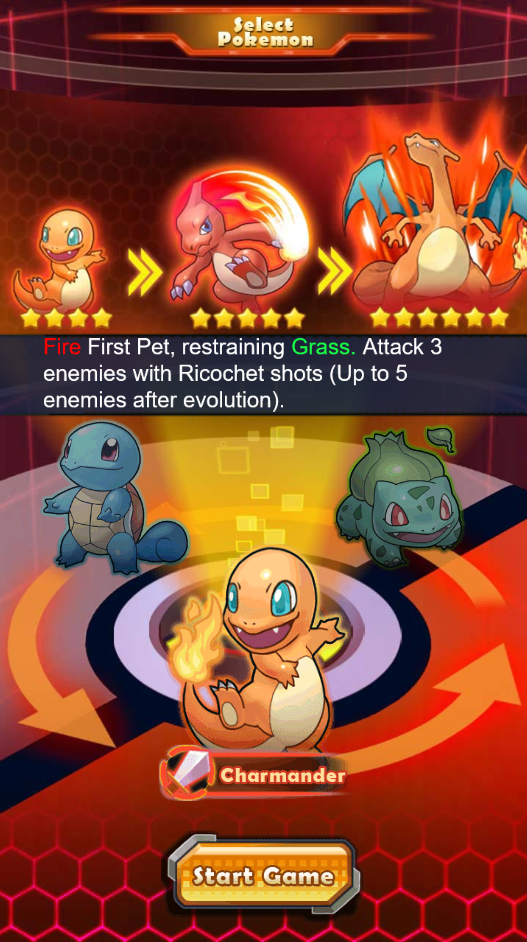 Select
Pokemon
Fire First Pet, restraining Grass. Attack 3
enemies with Ricochet shots (Up to 5
enemies after evolution).
Charmander
Start Game